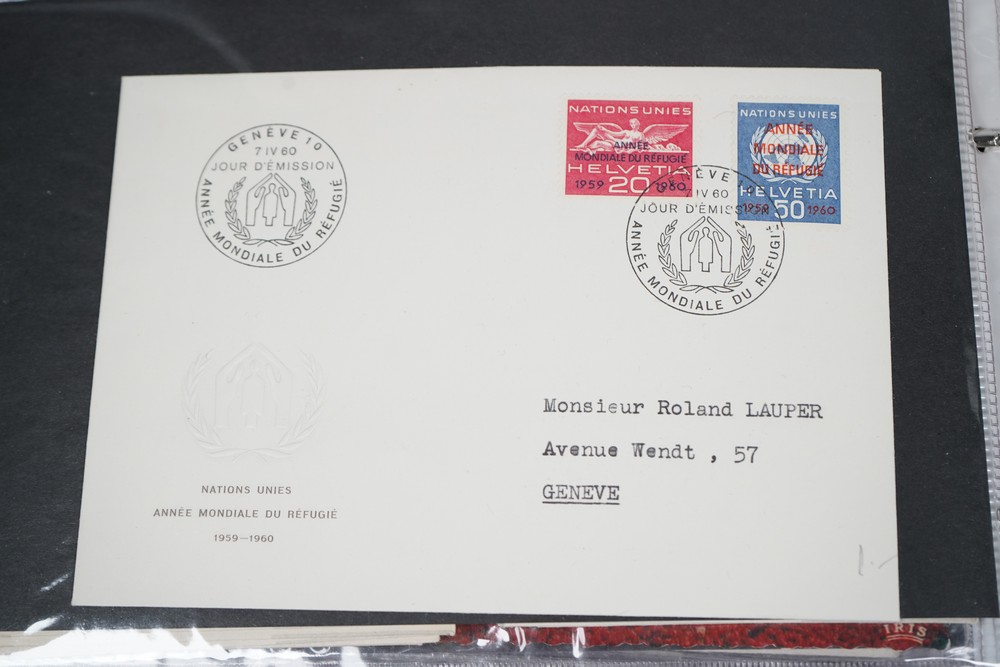 GENÈVE 10
7 IV 60
JOUR D'ÉMISSION
ANNÉE MONDIALE DU RÉFUGIÉ
NATIONS UNIES
ANNÉE
MONDIALE DU RÉFUGIÉ
HELVETIA
1959 20 1960
NATIONS UNIES
ANNÉE
MONDIALE
DU RÉFUGIÉ
HELVETIA
1959 50 1960
GENÈVE
7 IV 60
JOUR D'ÉMISSION
ANNÉE MONDIALE DU RÉFUGIÉ
Monsieur Roland LAUPER
Avenue Wendt , 57
GENEVE
NATIONS UNIES
ANNÉE MONDIALE DU RÉFUGIÉ
1959—1960
1.-
IRIS